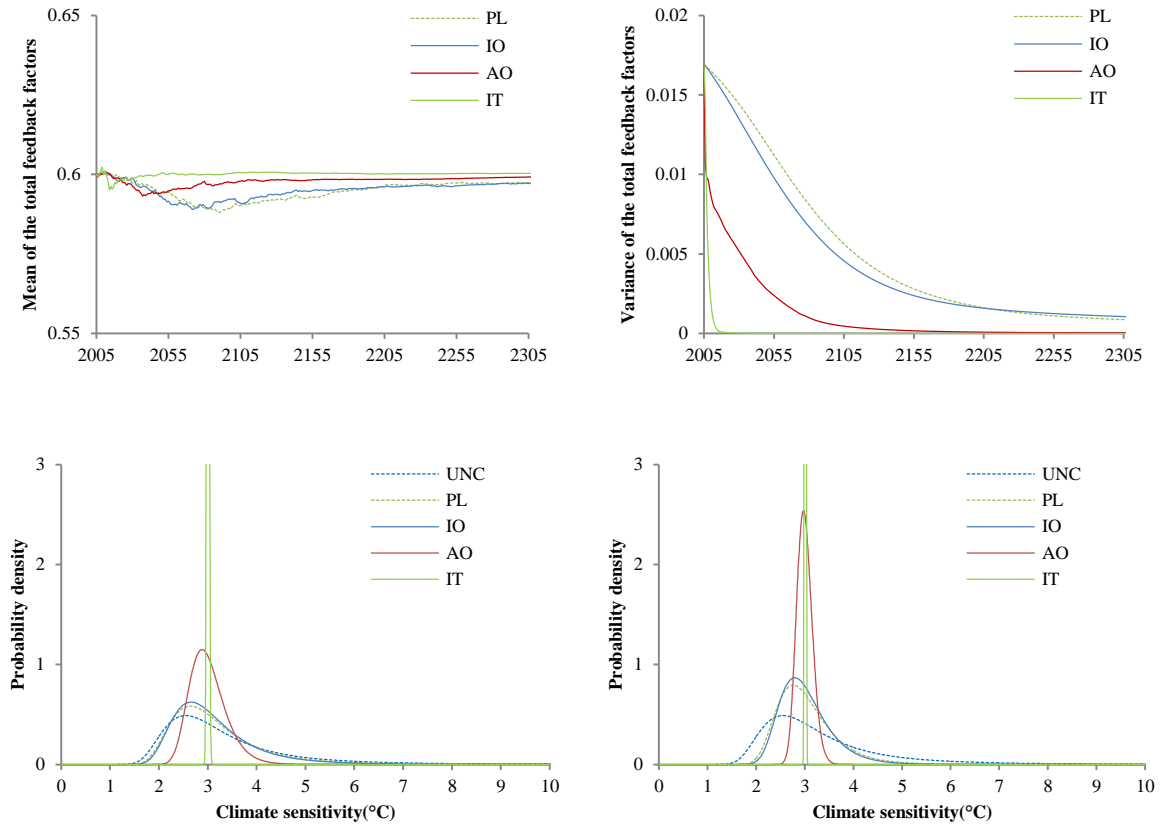 Mean of the total feedback factors
0.65
0.6
0.55
2005 2055 2105 2155 2205 2255 2305
PL
IO
AO
IT
Variance of the total feedback factors
0.02
0.015
0.01
0.005
0
2005 2055 2105 2155 2205 2255 2305
PL
IO
AO
IT
Probability density
3
2
1
0
0 1 2 3 4 5 6 7 8 9 10
Climate sensitivity(°C)
UNC
PL
IO
AO
IT
Probability density
3
2
1
0
0 1 2 3 4 5 6 7 8 9 10
Climate sensitivity(°C)
UNC
PL
IO
AO
IT